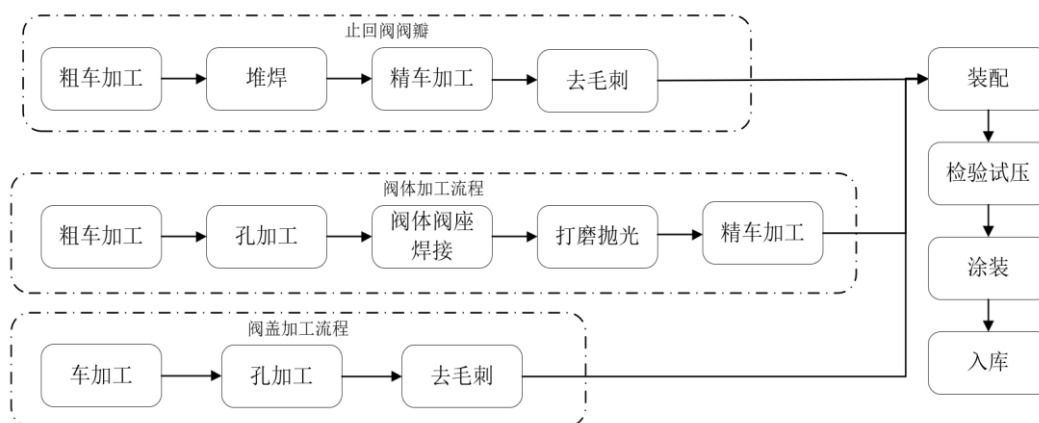 止回阀阀瓣
粗车加工
堆焊
精车加工
去毛刺
装配
检验试压
涂装
入库
阀体加工流程
粗车加工
孔加工
阀体阀座
焊接
打磨抛光
精车加工
阀盖加工流程
车加工
孔加工
去毛刺